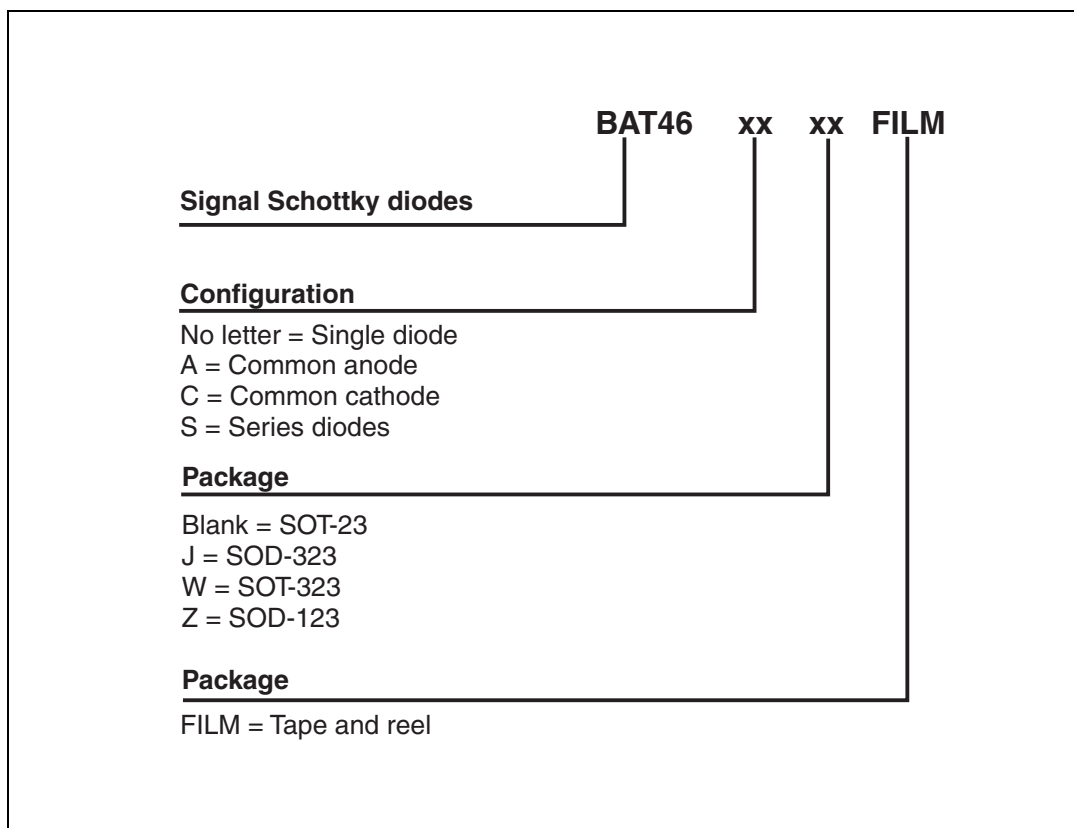 BAT46 xx xx FILM
Signal Schottky diodes
Configuration
No letter = Single diode
A = Common anode
C = Common cathode
S = Series diodes
Package
Blank = SOT-23
J = SOD-323
W = SOT-323
Z = SOD-123
Package
FILM = Tape and reel